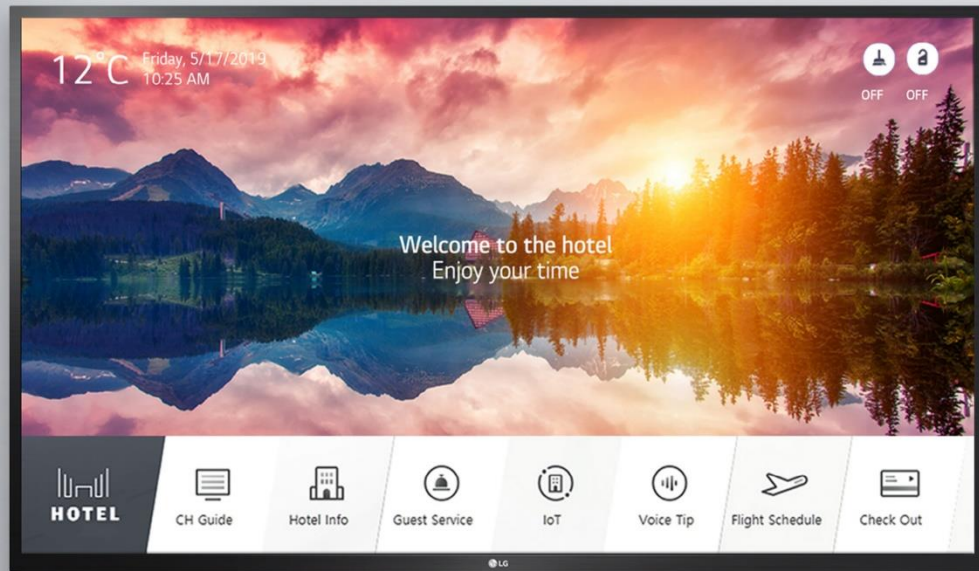 12°C
Friday, 5/17/2019
10:25 AM
OFF
OFF
Welcome to the hotel
Enjoy your time
HOTEL
CH Guide
Hotel Info
Guest Service
IoT
Voice Tip
Flight Schedule
Check Out
LG